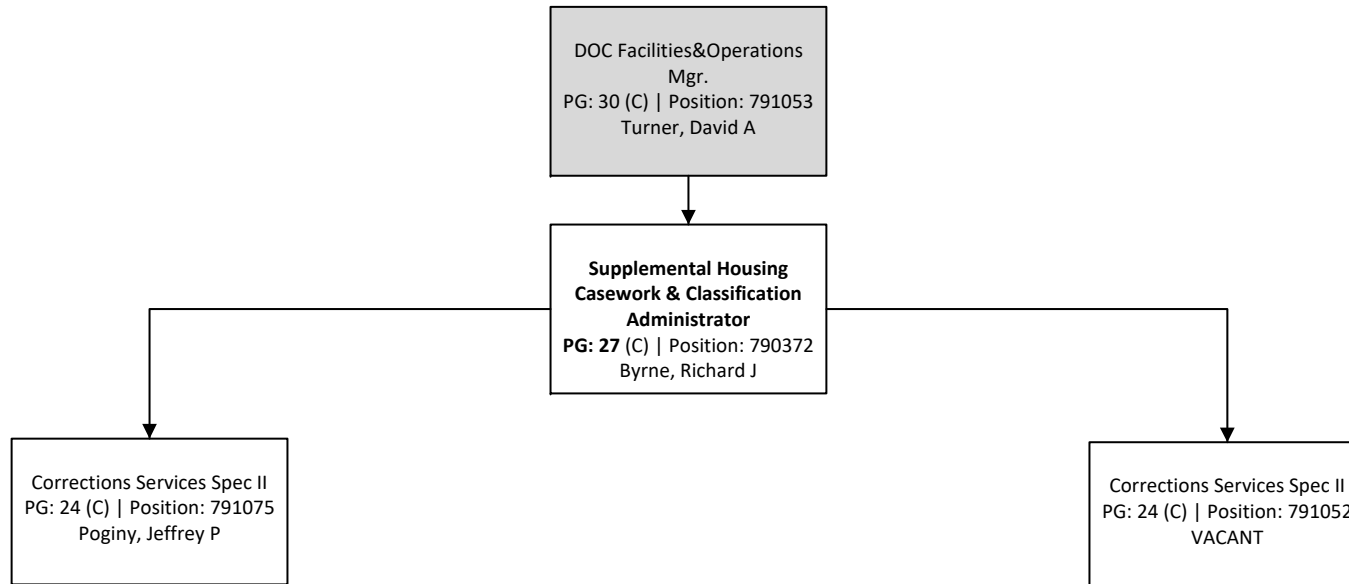 DOC Facilities&Operations
Mgr.
PG: 30 (C) | Position: 791053
Turner, David A
Supplemental Housing
Casework & Classification
Administrator
PG: 27 (C) | Position: 790372
Byrne, Richard J
Corrections Services Spec II
PG: 24 (C) | Position: 791075
Poginy, Jeffrey P
Corrections Services Spec II
PG: 24 (C) | Position: 791052
VACANT